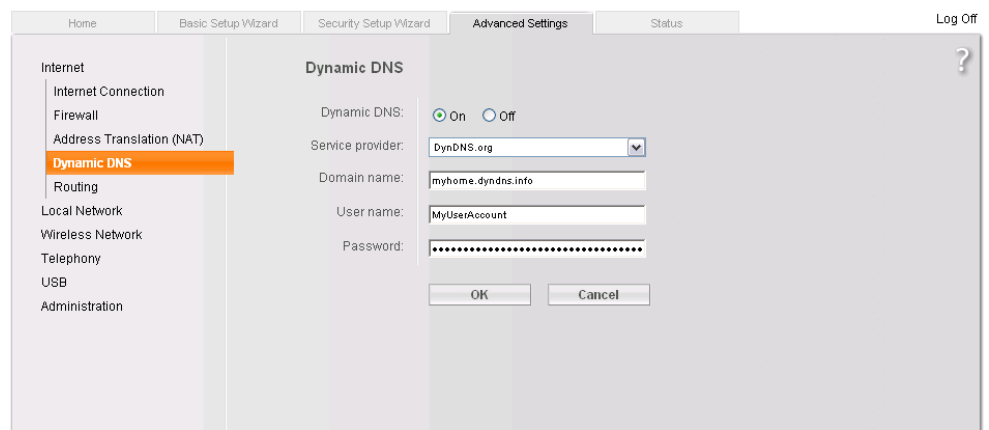 Home Basic Setup Wizard Security Setup Wizard Advanced Settings Status Log Off
?
Internet
Internet Connection
Firewall
Address Translation (NAT)
Dynamic DNS
Routing
Local Network
Wireless Network
Telephony
USB
Administration
Dynamic DNS
Dynamic DNS: On Off
Service provider: DynDNS.org
Domain name: myhome.dyndns.info
User name: MyUserAccount
Password:
OK Cancel